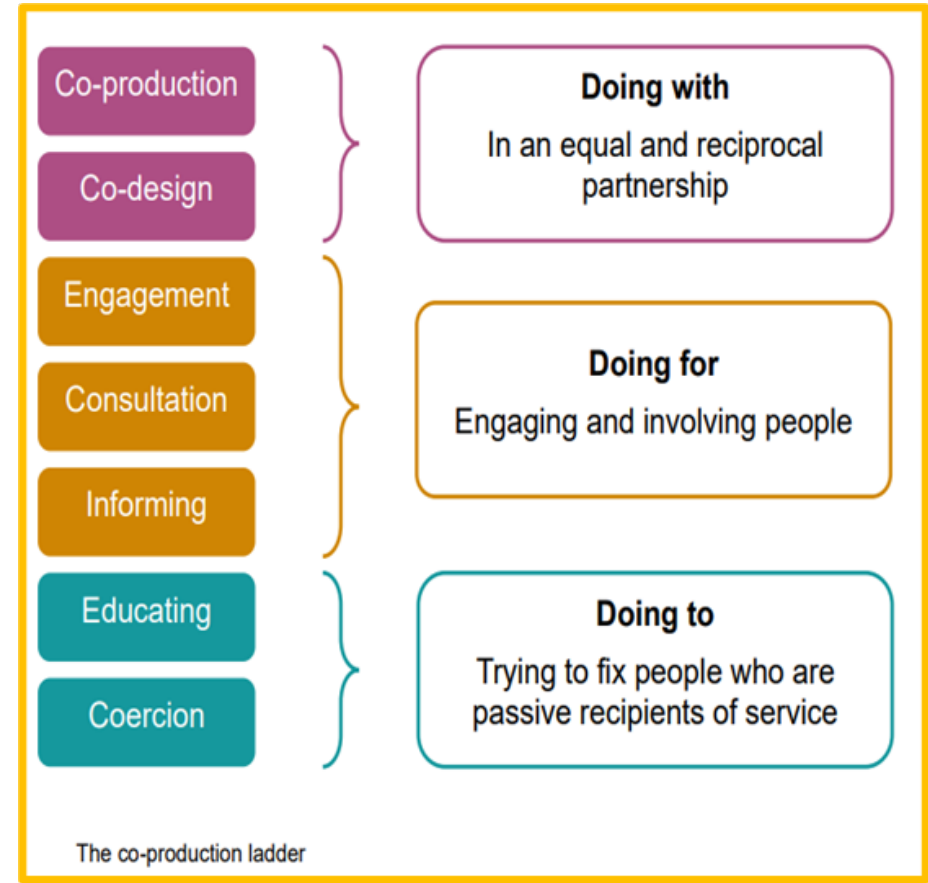 Co-production
Co-design
Doing with
In an equal and reciprocal
partnership
Engagement
Consultation
Informing
Doing for
Engaging and involving people
Educating
Coercion
Doing to
Trying to fix people who are
passive recipients of service
The co-production ladder